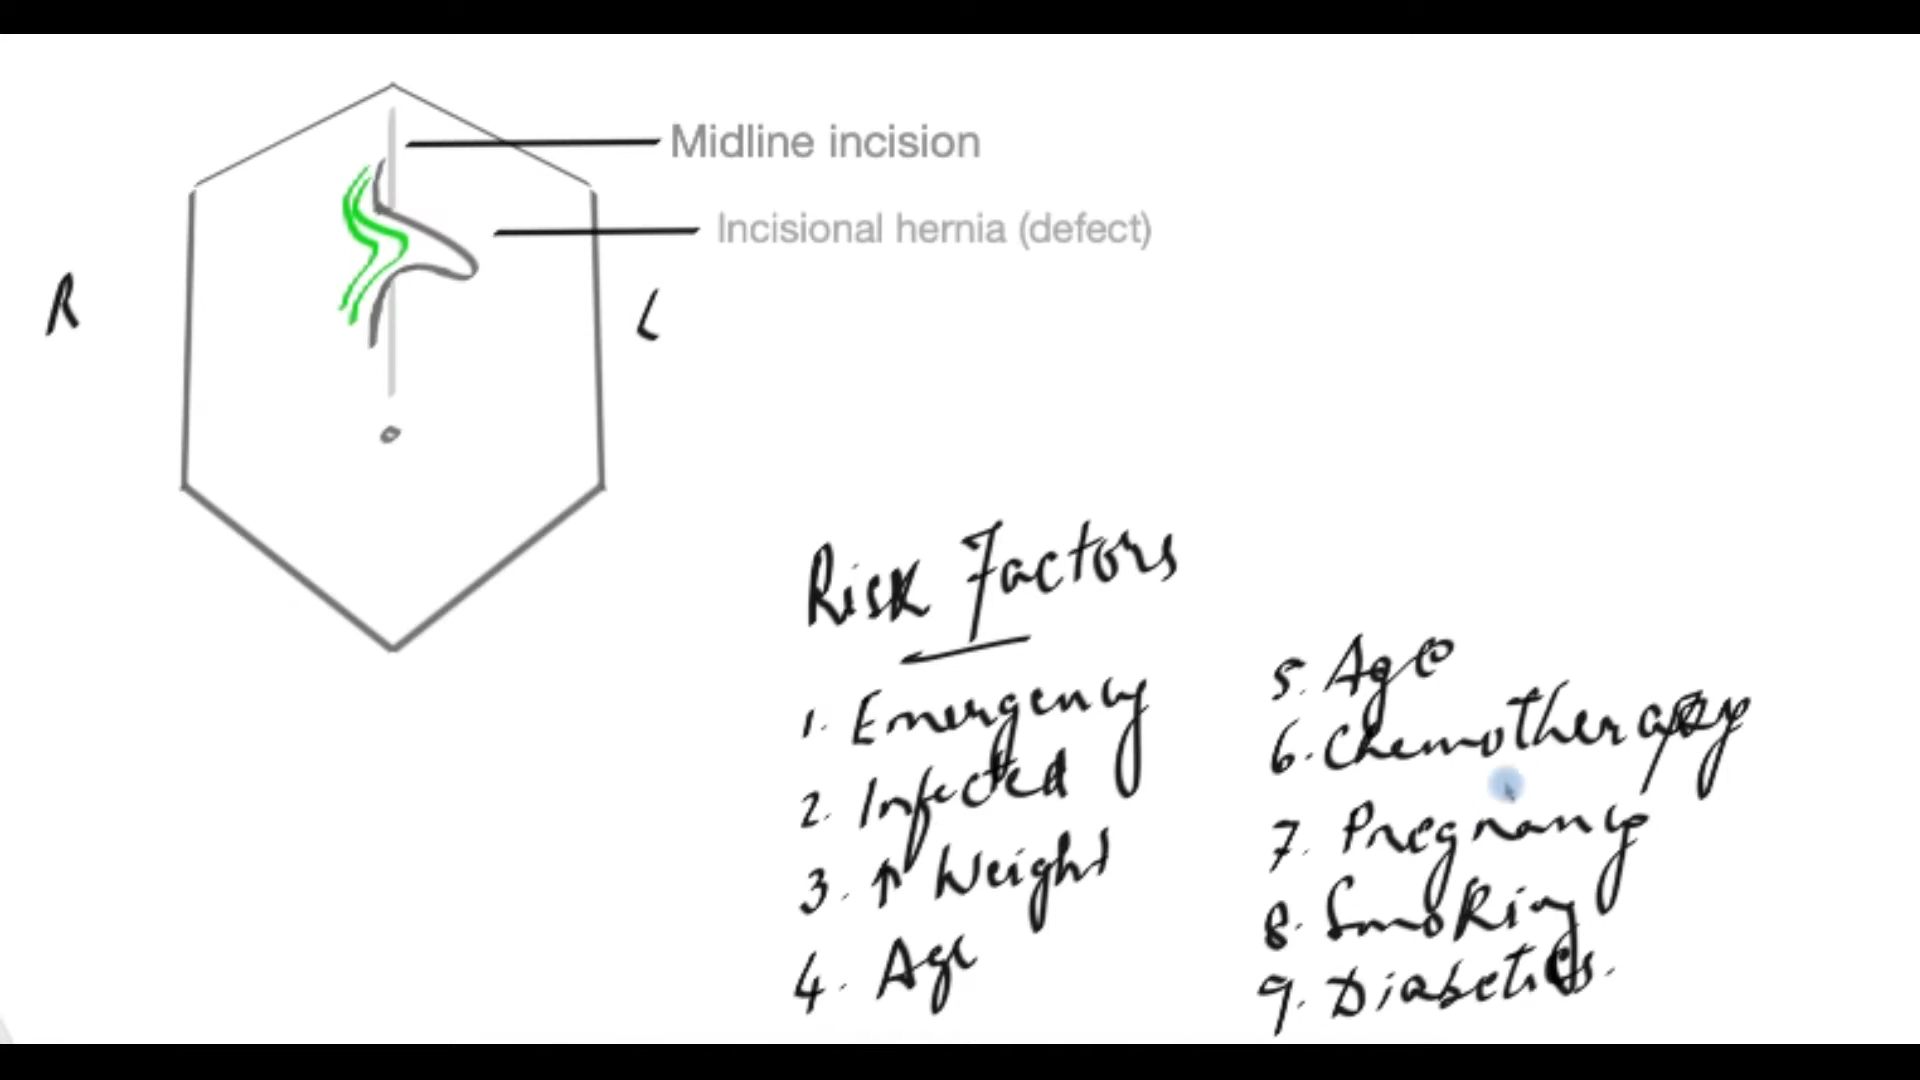 Midline incision
Incisional hernia (defect)
R
L
Risk Factors
1. Emergency
2. Infected
3. ↑ Weight
4. Age
5. Age
6. Chemotherapy
7. Pregnancy
8. Smoking
9. Diabetics.